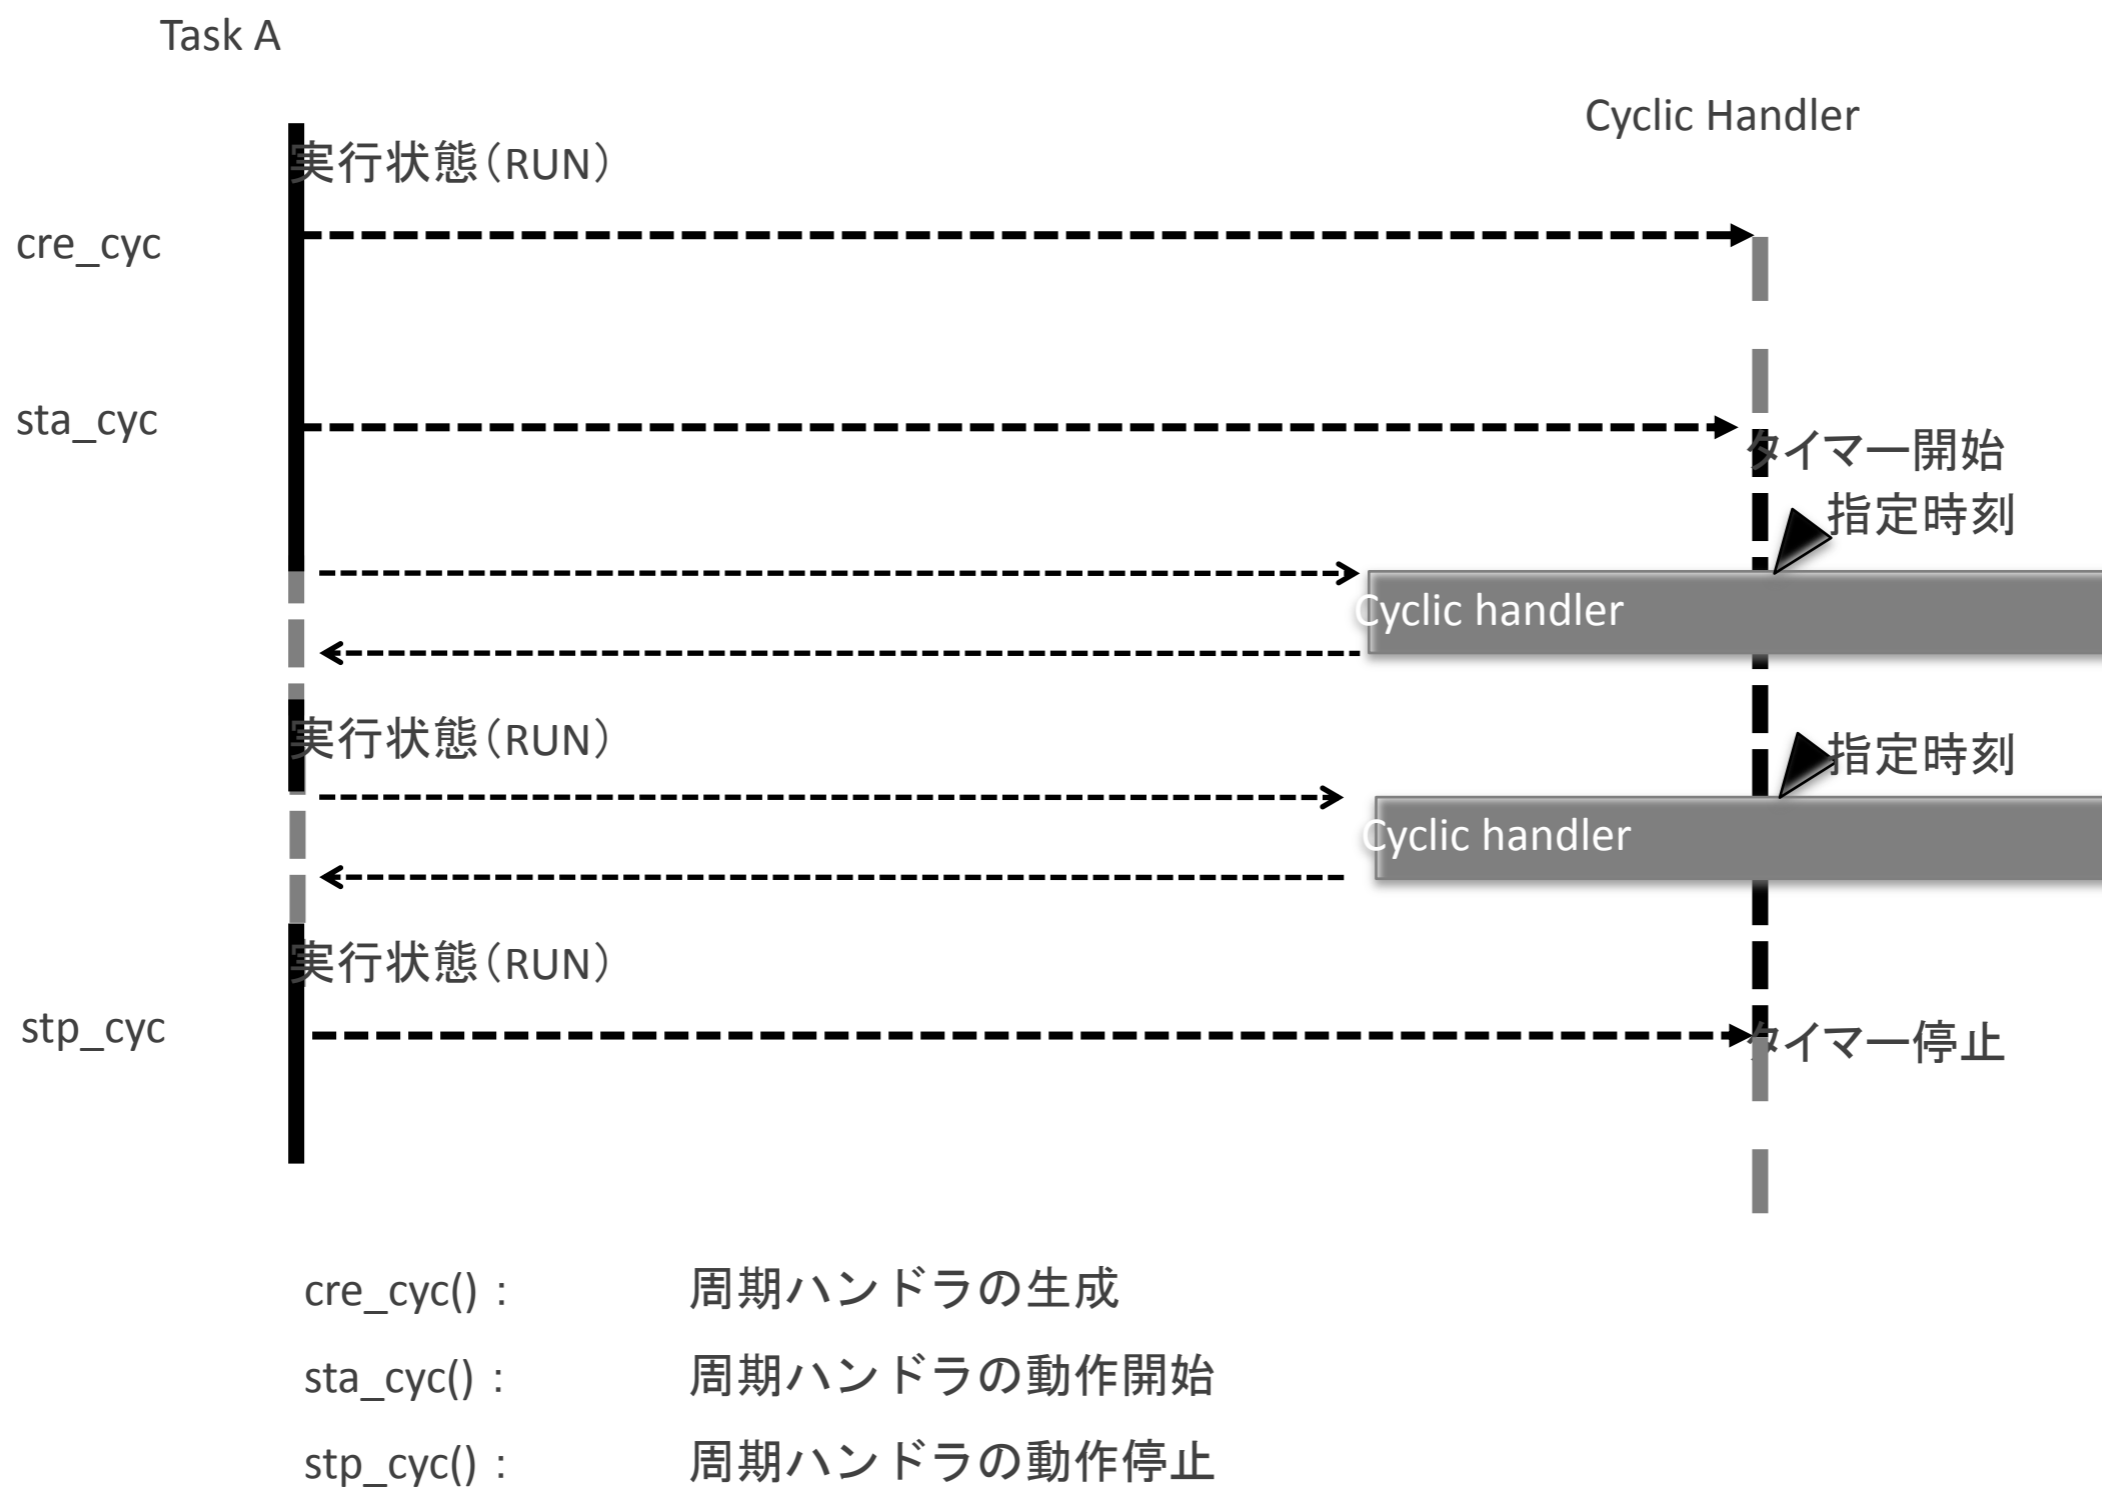 Task A
Cyclic Handler
実行状態（RUN）
cre_cyc
sta_cyc
タイマー開始
指定時刻
Cyclic handler
実行状態（RUN）
指定時刻
Cyclic handler
実行状態（RUN）
stp_cyc
タイマー停止
cre_cyc() : 周期ハンドラの生成
sta_cyc() : 周期ハンドラの動作開始
stp_cyc() : 周期ハンドラの動作停止